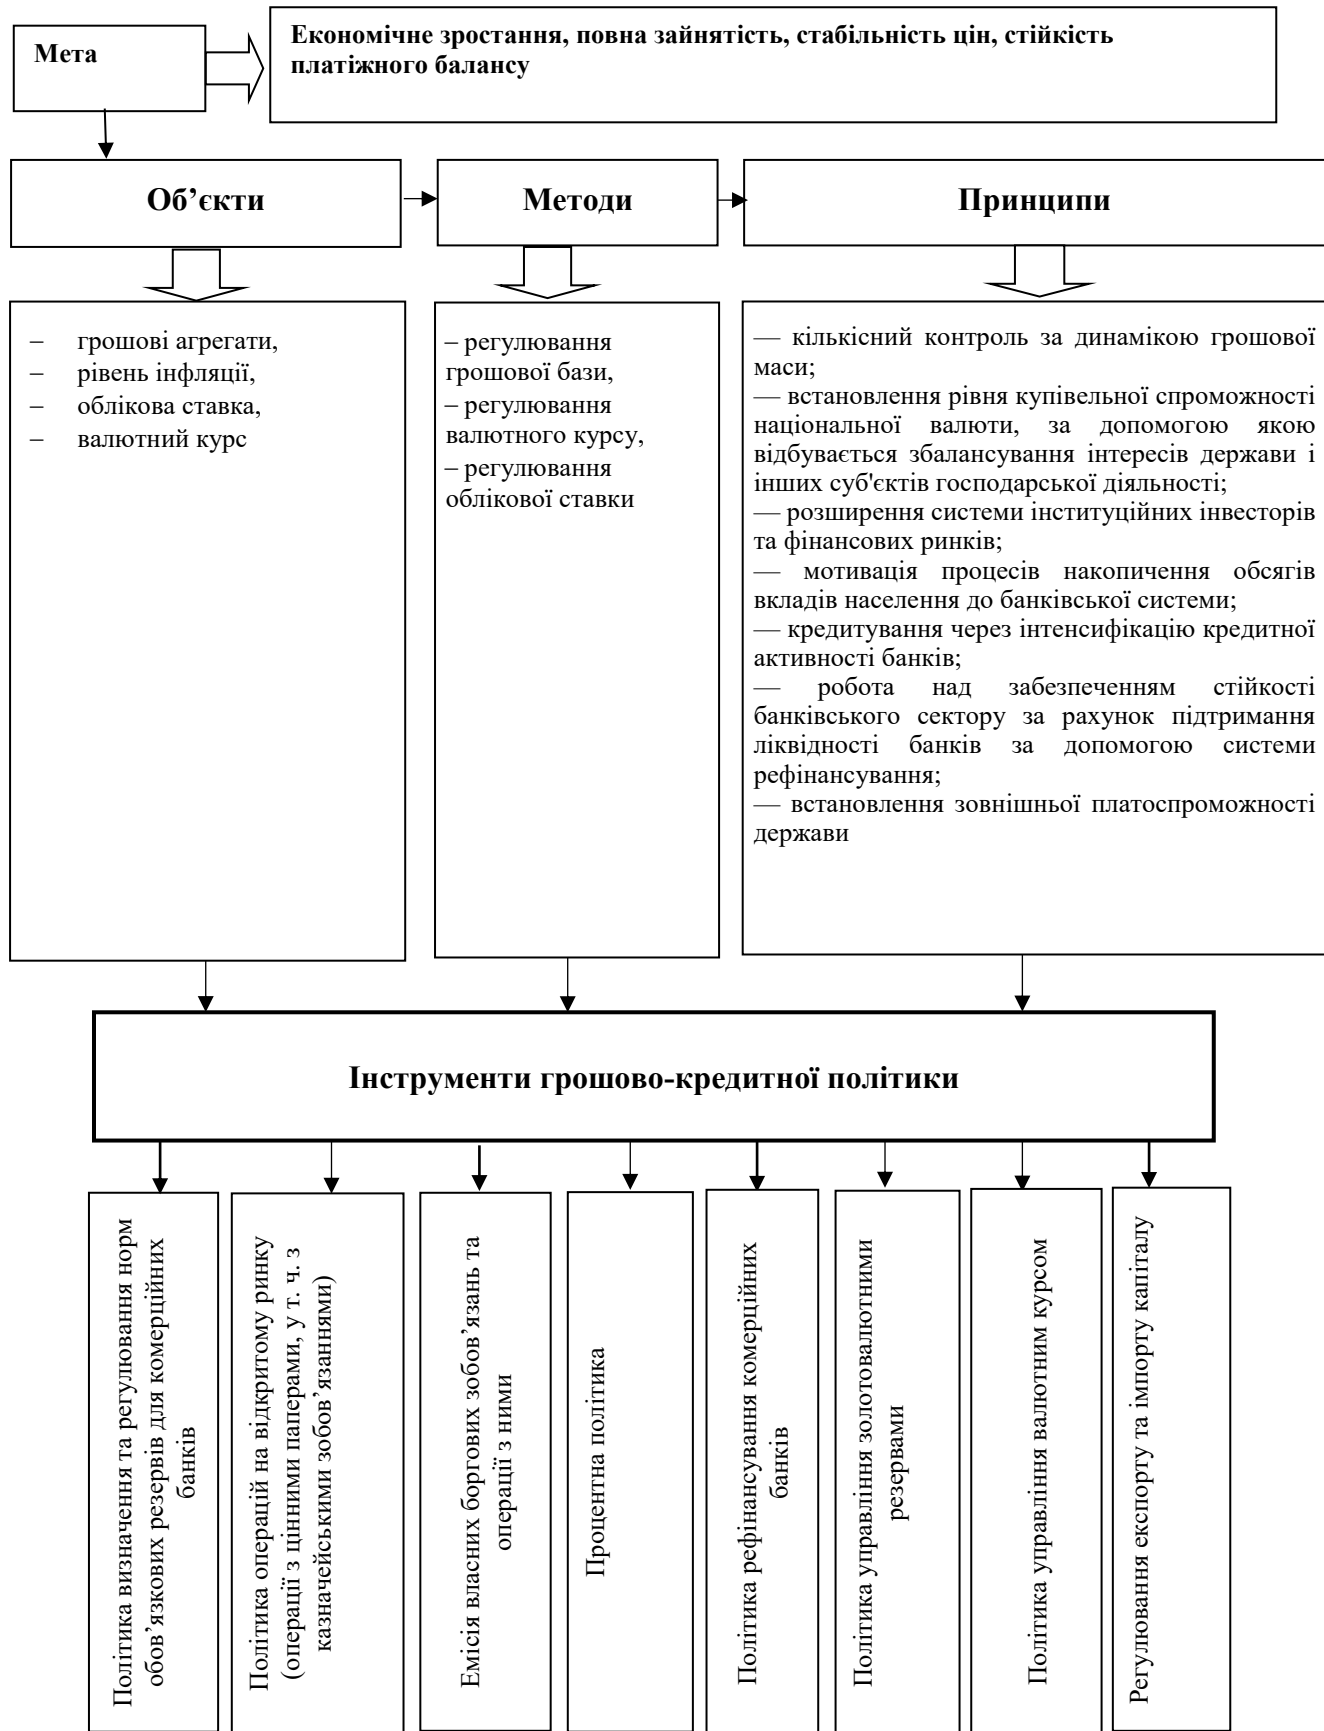 Мета
Економічне зростання, повна зайнятість, стабільність цін, стійкість
платіжного балансу
Об’єкти
Методи
Принципи
– грошові агрегати,
– рівень інфляції,
– облікова ставка,
– валютний курс
– регулювання
грошової бази,
– регулювання
валютного курсу,
– регулювання
облікової ставки
— кількісний контроль за динамікою грошової
маси;
— встановлення рівня купівельної спроможності
національної валюти, за допомогою якою
відбувається збалансування інтересів держави і
інших суб'єктів господарської діяльності;
— розширення системи інституційних інвесторів
та фінансових ринків;
— мотивація процесів накопичення обсягів
вкладів населення до банківської системи;
— кредитування через інтенсифікацію кредитної
активності банків;
— робота над забезпеченням стійкості
банківського сектору за рахунок підтримання
ліквідності банків за допомогою системи
рефінансування;
— встановлення зовнішньої платоспроможності
держави
Інструменти грошово-кредитної політики
Політика визначення та регулювання норм
обов’язкових резервів для комерційних
банків
Політика операцій на відкритому ринку
(операції з цінними паперами, у т. ч. з
казначейськими зобов’язаннями)
Емісія власних боргових зобов’язань та
операції з ними
Процентна політика
Політика рефінансування комерційних
банків
Політика управління золотовалютними
резервами
Політика управління валютним курсом
Регулювання експорту та імпорту капіталу